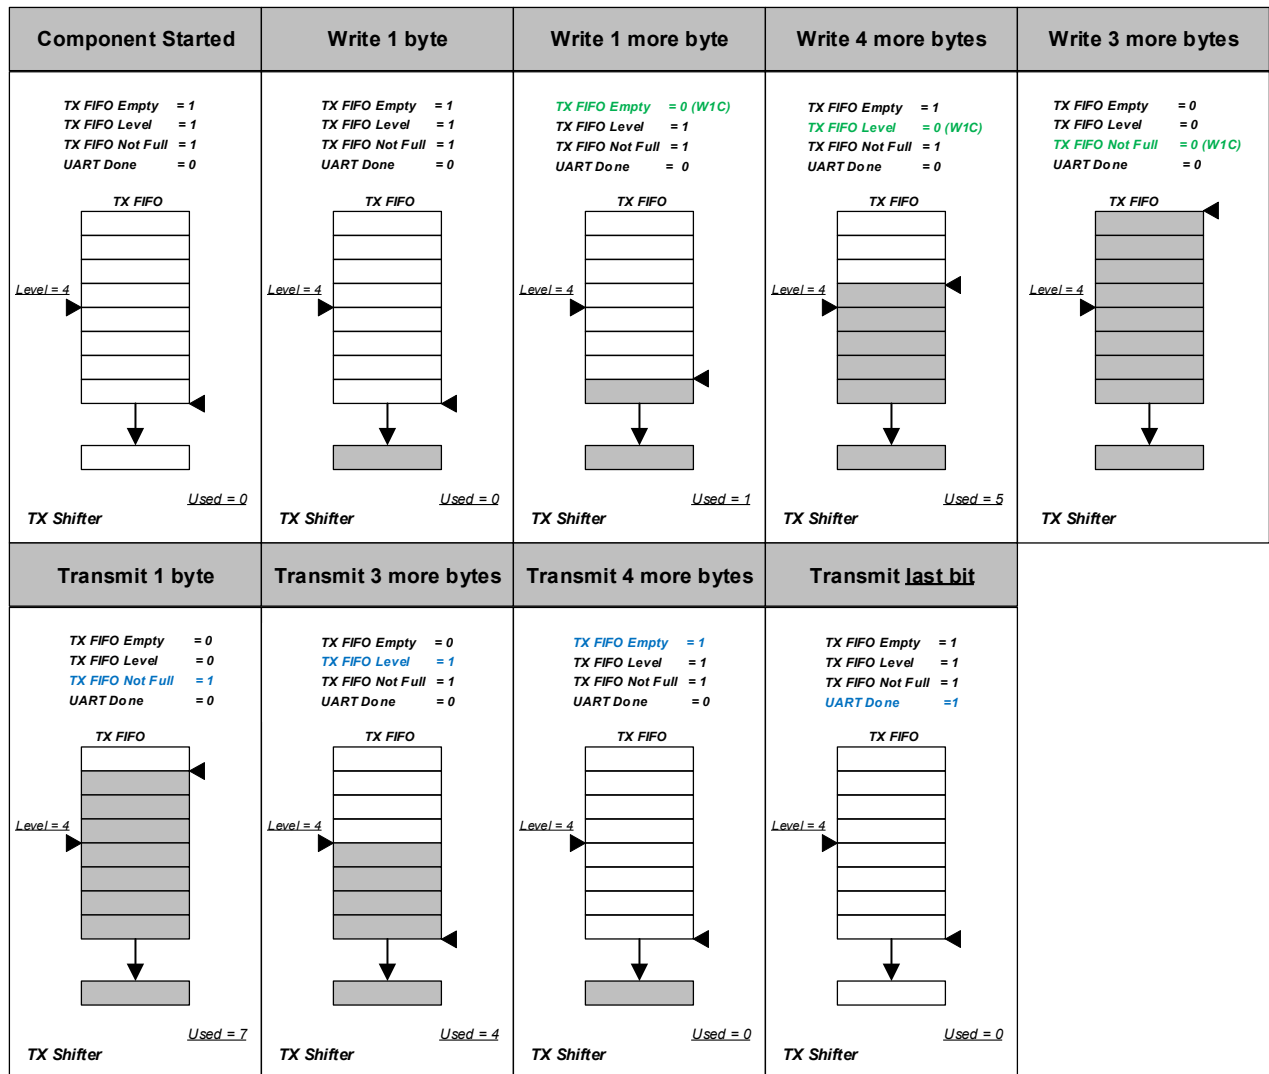 Component Started
TX FIFO Empty = 1
TX FIFO Level = 1
TX FIFO Not Full = 1
UART Done = 0
TX FIFO
Level = 4
Used = 0
TX Shifter
Write 1 byte
TX FIFO Empty = 1
TX FIFO Level = 1
TX FIFO Not Full = 1
UART Done = 0
TX FIFO
Level = 4
Used = 0
Write 1 more byte
TX FIFO Empty = 0 (W1C)
TX FIFO Level = 1
TX FIFO Not Full = 1
UART Done = 0
TX FIFO
Level = 4
Used = 1
TX Shifter
Write 4 more bytes
TX FIFO Empty = 1
TX FIFO Level = 0 (W1C)
TX FIFO Not Full = 1
UART Done = 0
TX FIFO
Level = 4
Used = 5
TX Shifter
Write 3 more bytes
TX FIFO Empty = 0
TX FIFO Level = 0
TX FIFO Not Full = 0 (W1C)
UART Done = 0
TX FIFO
Level = 4
TX Shifter
Transmit 1 byte
TX FIFO Empty = 0
TX FIFO Level = 0
TX FIFO Not Full = 1
UART Done = 0
TX FIFO
Level = 4
Used = 7
TX Shifter
Transmit 3 more bytes
TX FIFO Empty = 0
TX FIFO Level = 1
TX FIFO Not Full = 1
UART Done = 0
TX FIFO
Level = 4
Used = 4
TX Shifter
Transmit 4 more bytes
TX FIFO Empty = 1
TX FIFO Level = 1
TX FIFO Not Full = 1
UART Done = 0
TX FIFO
Level = 4
Used = 0
TX Shifter
Transmit last bit
TX FIFO Empty = 1
TX FIFO Level = 1
TX FIFO Not Full = 1
UART Done =1
TX FIFO
Level = 4
Used = 0
TX Shifter